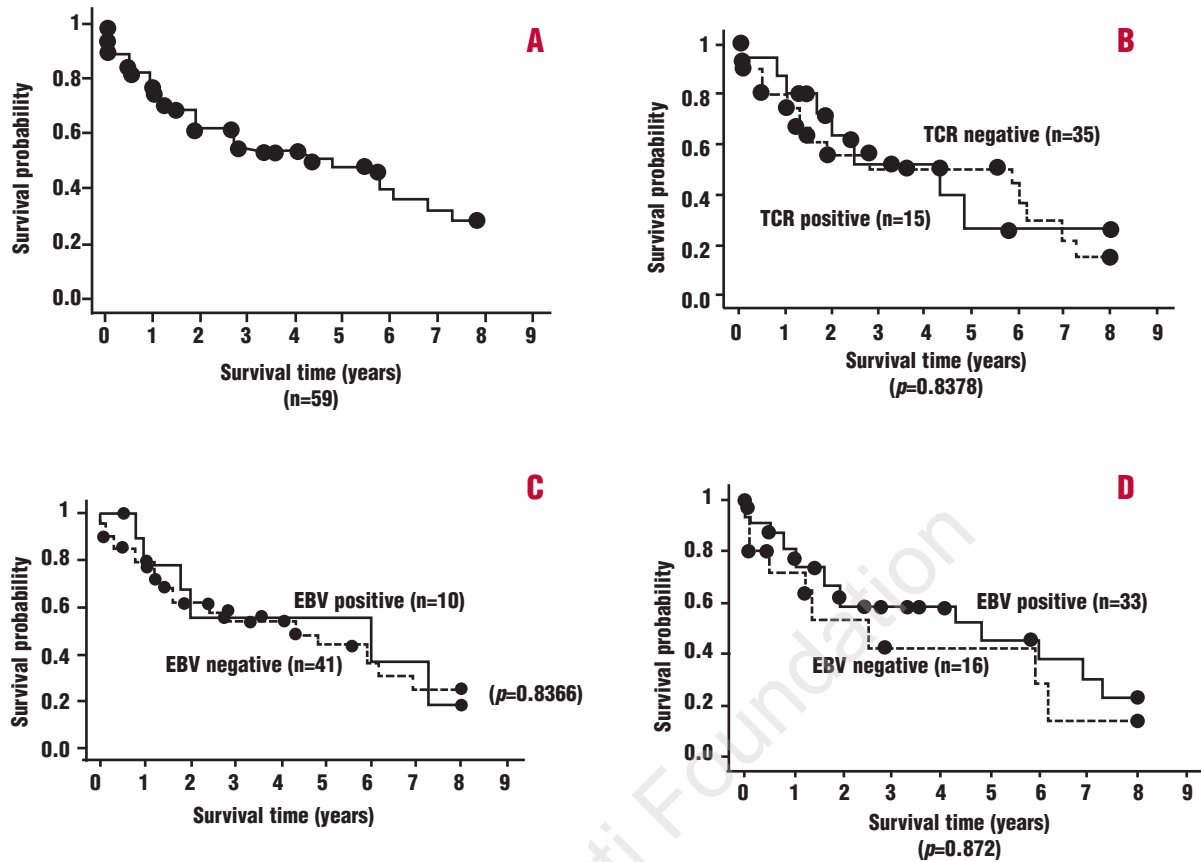 A
Survival probability
1
0.8
0.6
0.4
0.2
0.0
0 1 2 3 4 5 6 7 8 9
Survival time (years)
(n=59)
B
Survival probability
1
0.8
0.6
0.4
0.2
0.0
TCR negative (n=35)
TCR positive (n=15)
0 1 2 3 4 5 6 7 8 9
Survival time (years)
(p=0.8378)
C
Survival probability
1
0.8
0.6
0.4
0.2
0.0
EBV positive (n=10)
EBV negative (n=41)
(p=0.8366)
0 1 2 3 4 5 6 7 8 9
Survival time (years)
D
Survival probability
1
0.8
0.6
0.4
0.2
0.0
EBV positive (n=33)
EBV negative (n=16)
0 1 2 3 4 5 6 7 8 9
Survival time (years)
(p=0.872)
ti Foundation